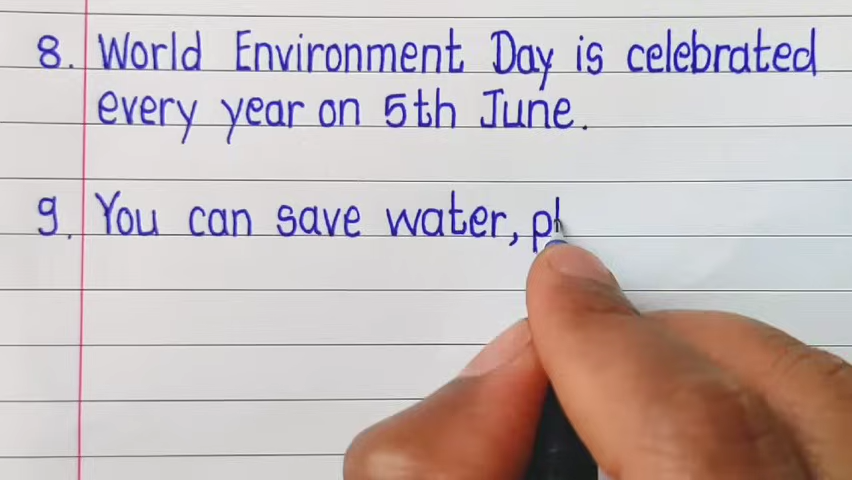 8. World Environment Day is celebrated
every year on 5th June.
9. You can save water,